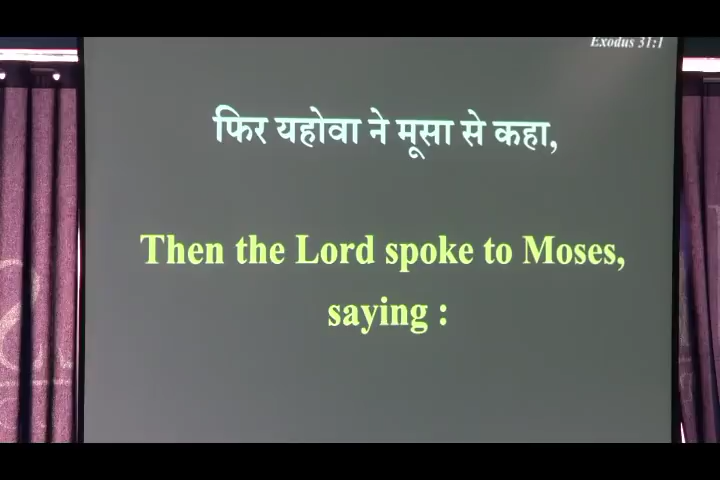 Exodus 31:1
फिर यहोवा ने मूसा से कहा,
Then the Lord spoke to Moses,
saying :